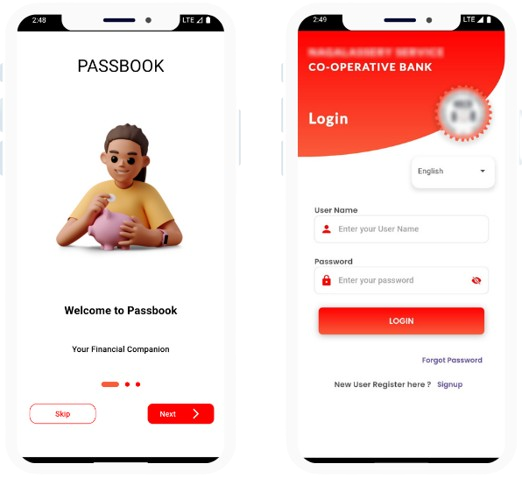 2:48
LTE
PASSBOOK
Welcome to Passbook
Your Financial Companion
Skip
Next
2:49
LTE
CO-OPERATIVE BANK
Login
English
User Name
Enter your User Name
Password
Enter your password
LOGIN
Forgot Password
New User Register here ? Signup